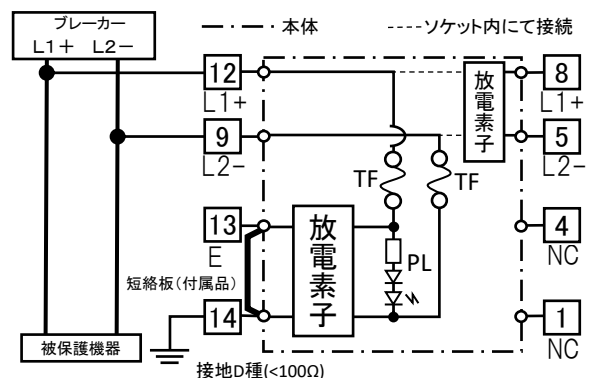 ブレーカー
L1+ L2−
本体
ソケット内にて接続
12
L1+
9
L2−
放電素子
8
L1+
5
L2−
TF
TF
13
E
放電素子
PL
4
NC
短絡板(付属品)
14
1
NC
被保護機器
接地D種(<100Ω)